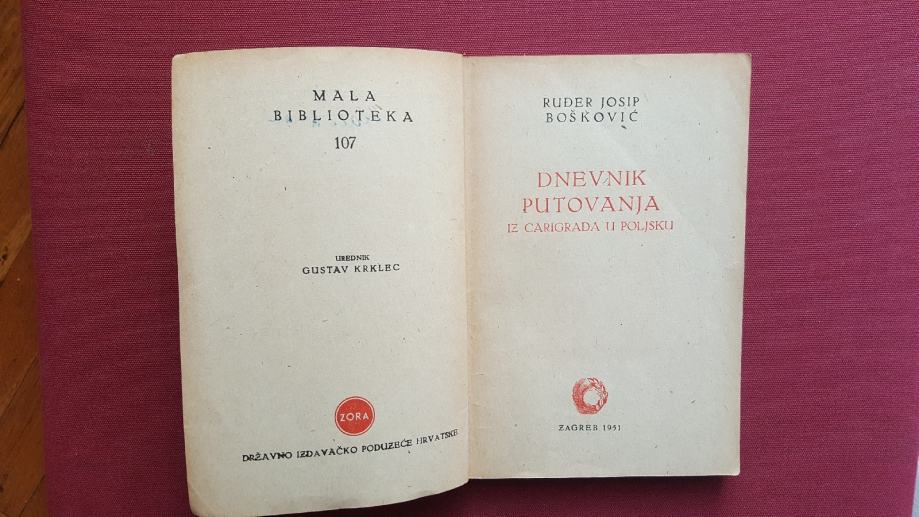 MALA
BIBLIOTEKA
107
UREDNIK
GUSTAV KRKLEC
ZORA
DRŽAVNO IZDAVAČKO PODUZEĆE HRVATSKE
RUĐER JOSIP
BOŠKOVIĆ
DNEVNIK
PUTOVANJA
IZ CARIGRADA U POLJSKU
ZAGREB 1951